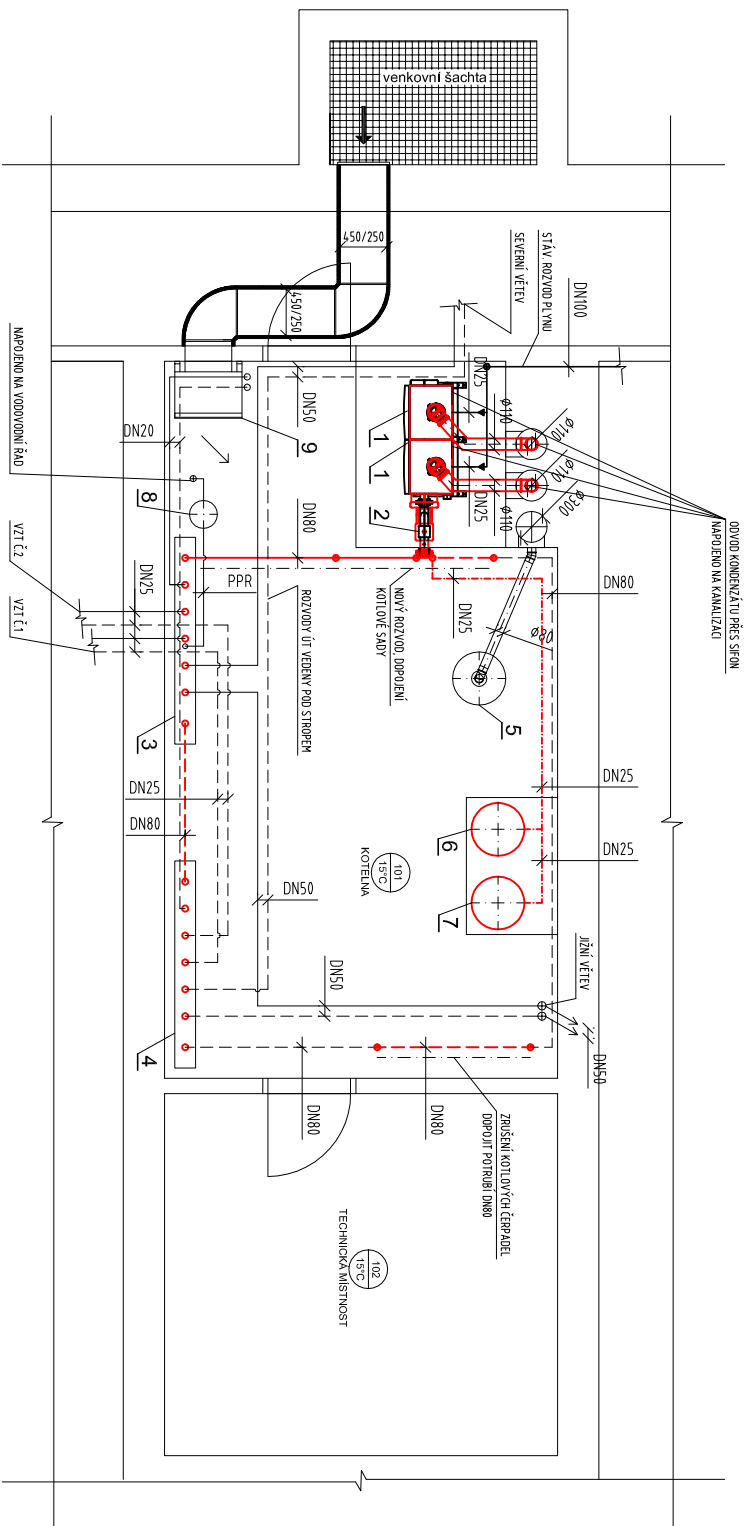 venkovní šachta
450/250
450/250
SEVERNÍ VĚTEV
STÁV. ROZVOD PLYNU
DN100
NAPOJENO NA VODOVODNÍ ŘAD
DN20
DN50
DN25
1
1
Ø110
Ø110
Ø110
Ø110
DN25
Ø300
ODVOD KONDENZÁTU PŘES SIFON
NAPOJENO NA KANALIZACI
9
8
2
DN80
VZT Č.2
DN25
VZT Č.1
PPR
ROZVODY ÚT VEDENY POD STROPEM
NOVÝ ROZVOD, DOPOJENÍ
KOTLOVÉ SADY
DN25
Ø80
DN80
5
3
DN25
DN80
DN25
6
101
15°C
KOTELNA
DN25
7
DN50
JIŽNÍ VĚTEV
DN50
DN50
4
DN80
DN80
DN80
ZRUŠENÍ KOTLOVÝCH ČERPADEL
DOPOJIT POTRUBÍ DN80
102
15°C
TECHNICKÁ MÍSTNOST